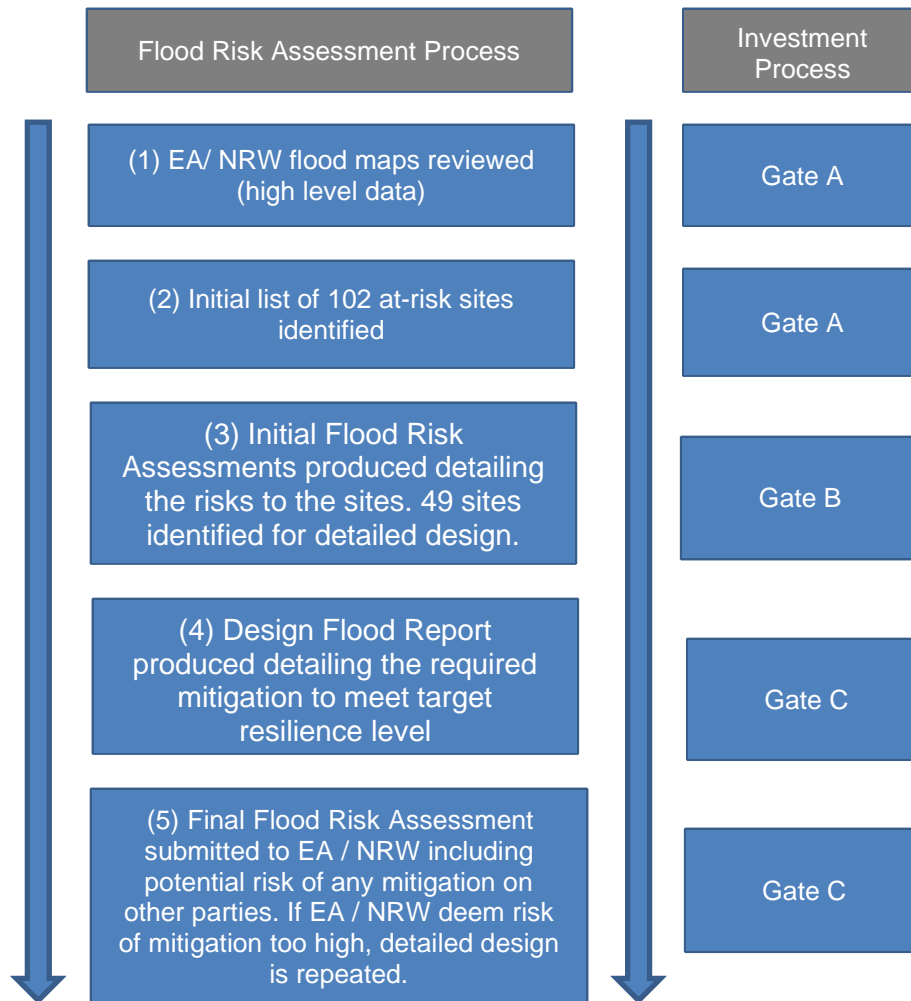 Flood Risk Assessment Process
Investment
Process
(1) EA/ NRW flood maps reviewed
(high level data)
Gate A
(2) Initial list of 102 at-risk sites
identified
Gate A
(3) Initial Flood Risk
Assessments produced detailing
the risks to the sites. 49 sites
identified for detailed design.
Gate B
(4) Design Flood Report
produced detailing the required
mitigation to meet target
resilience level
Gate C
(5) Final Flood Risk Assessment
submitted to EA / NRW including
potential risk of any mitigation on
other parties. If EA / NRW deem risk
of mitigation too high, detailed design
is repeated.
Gate C